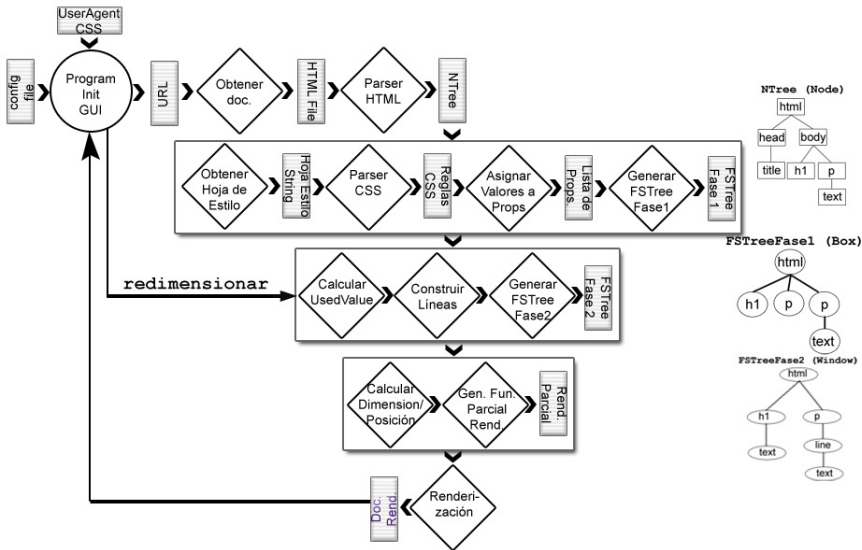 UserAgent
CSS
config
file
Program
Init
GUI
URL
Obtener
doc.
HTML File
Parser
HTML
NTree
Obtener
Hoja de
Estilo
Hoja Estilo
String
Parser
CSS
Reglas
CSS
Asignar
Valores a
Props.
Lista de
Props.
Generar
FSTree
Fase1
FSTree
Fase 1
redimensionar
Calcular
UsedValue
Construir
Líneas
Generar
FSTree
Fase2
FSTree
Fase 2
Calcular
Dimension/
Posición
Gen. Fun.
Parcial
Rend.
Rend.
Parcial
Renderi-
zación
Doc.
Rend.
NTree (Node)
html
head
body
title
h1
p
text
FSTreeFase1 (Box)
html
h1
p
p
text
FSTreeFase2 (Window)
html
h1
p
text
line
text